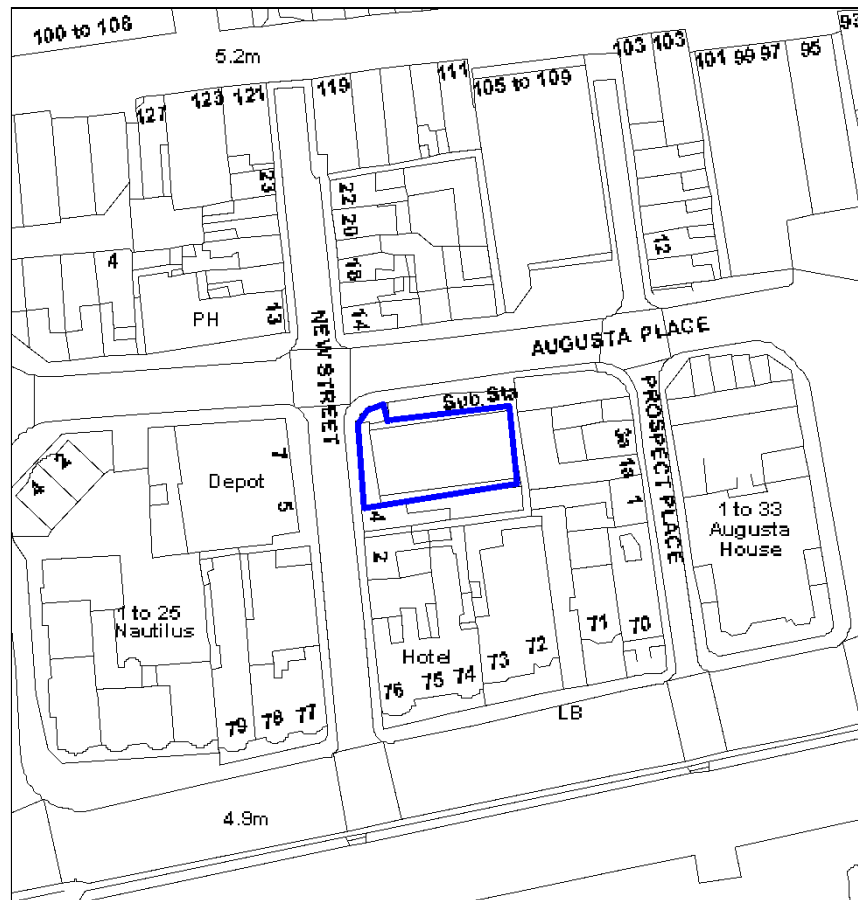 100 to 108
5.2m
93
103 103
101 99 97 95
127 123 121
119
111
105 to 109
23
22
20
18
14
12
4
PH
13
NEW STREET
AUGUSTA PLACE
PROSPECT PLACE
Sub Sta
4 2
Depot
7
5
3a
1a
1
1 to 33
Augusta
House
4
2
1 to 25
Nautilus
Hotel
76 75 74 73 72
71 70
79 78 77
LB
4.9m